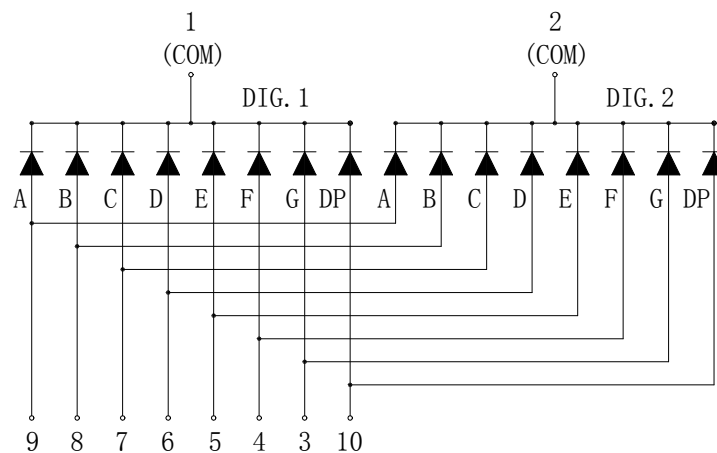 1 2
(COM) (COM)
DIG.1 DIG.2
A B C D E F G DP A B C D E F G DP
9 8 7 6 5 4 3 10